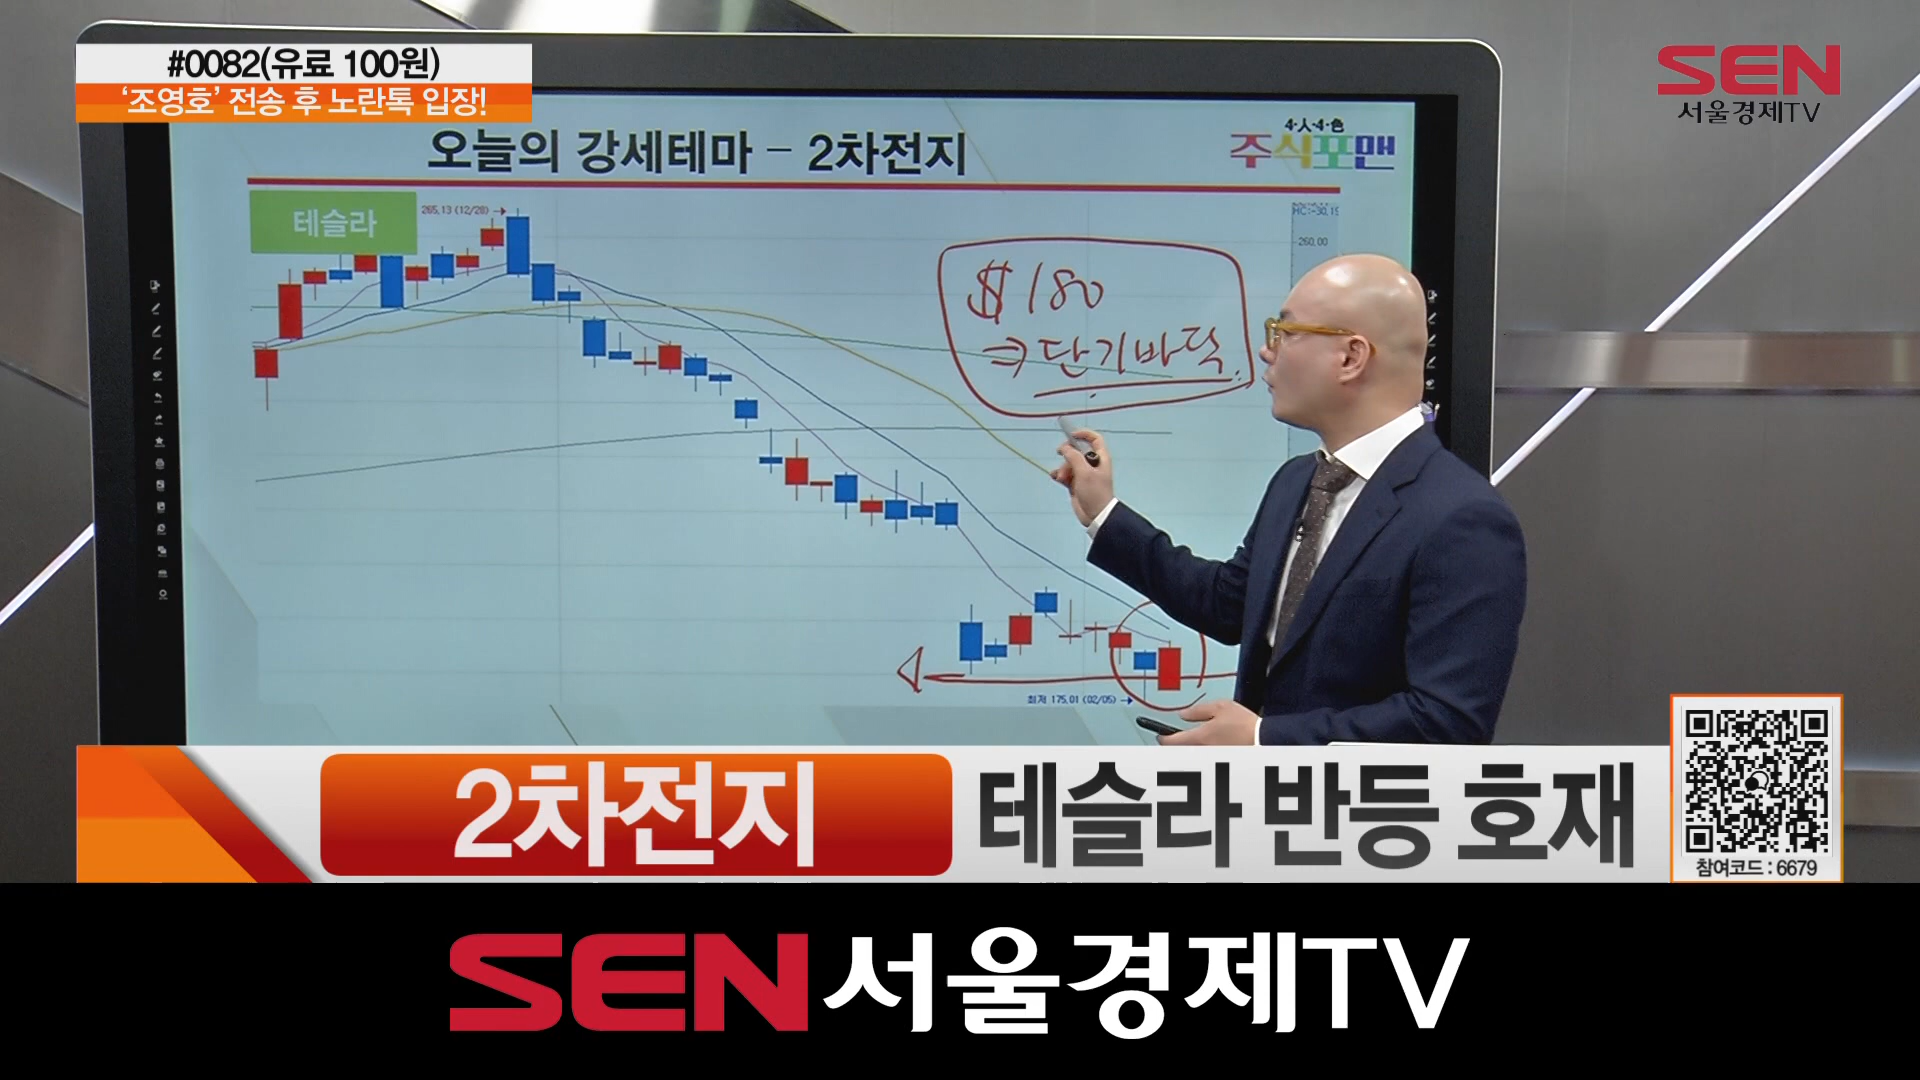 #0082(유료 100원)
'조영호' 전송 후 노란톡 입장!
SEN
서울경제TV
오늘의 강세테마 - 2차전지
4·人·4·色
주식포맨
테슬라
265.13 (12/28)
260.00
$180
⇒ 단기바닥.
최저 175.01 (02/05)
2차전지
테슬라 반등 호재
참여코드 : 6679
SEN서울경제TV